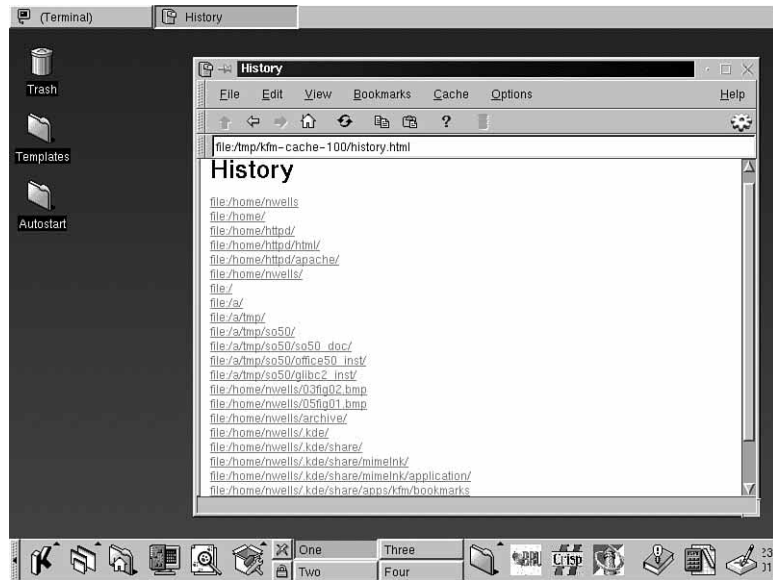 (Terminal)
History
Trash
Templates
Autostart
History
File Edit View Bookmarks Cache Options Help
file:/tmp/kfm-cache-100/history.html
History
file:/home/nwells
file:/home/
file:/home/httpd/
file:/home/httpd/html/
file:/home/httpd/apache/
file:/home/nwells/
file:/
file:/a/
file:/a/tmp/
file:/a/tmp/so50/
file:/a/tmp/so50/so50_doc/
file:/a/tmp/so50/office50_inst/
file:/a/tmp/so50/glibc2_inst/
file:/home/nwells/03fig02.bmp
file:/home/nwells/05fig01.bmp
file:/home/nwells/archive/
file:/home/nwells/.kde/
file:/home/nwells/.kde/share/
file:/home/nwells/.kde/share/mimelnk/
file:/home/nwells/.kde/share/mimelnk/application/
file:/home/nwells/.kde/share/apps/kfm/bookmarks
One Three
Two Four
Crisp